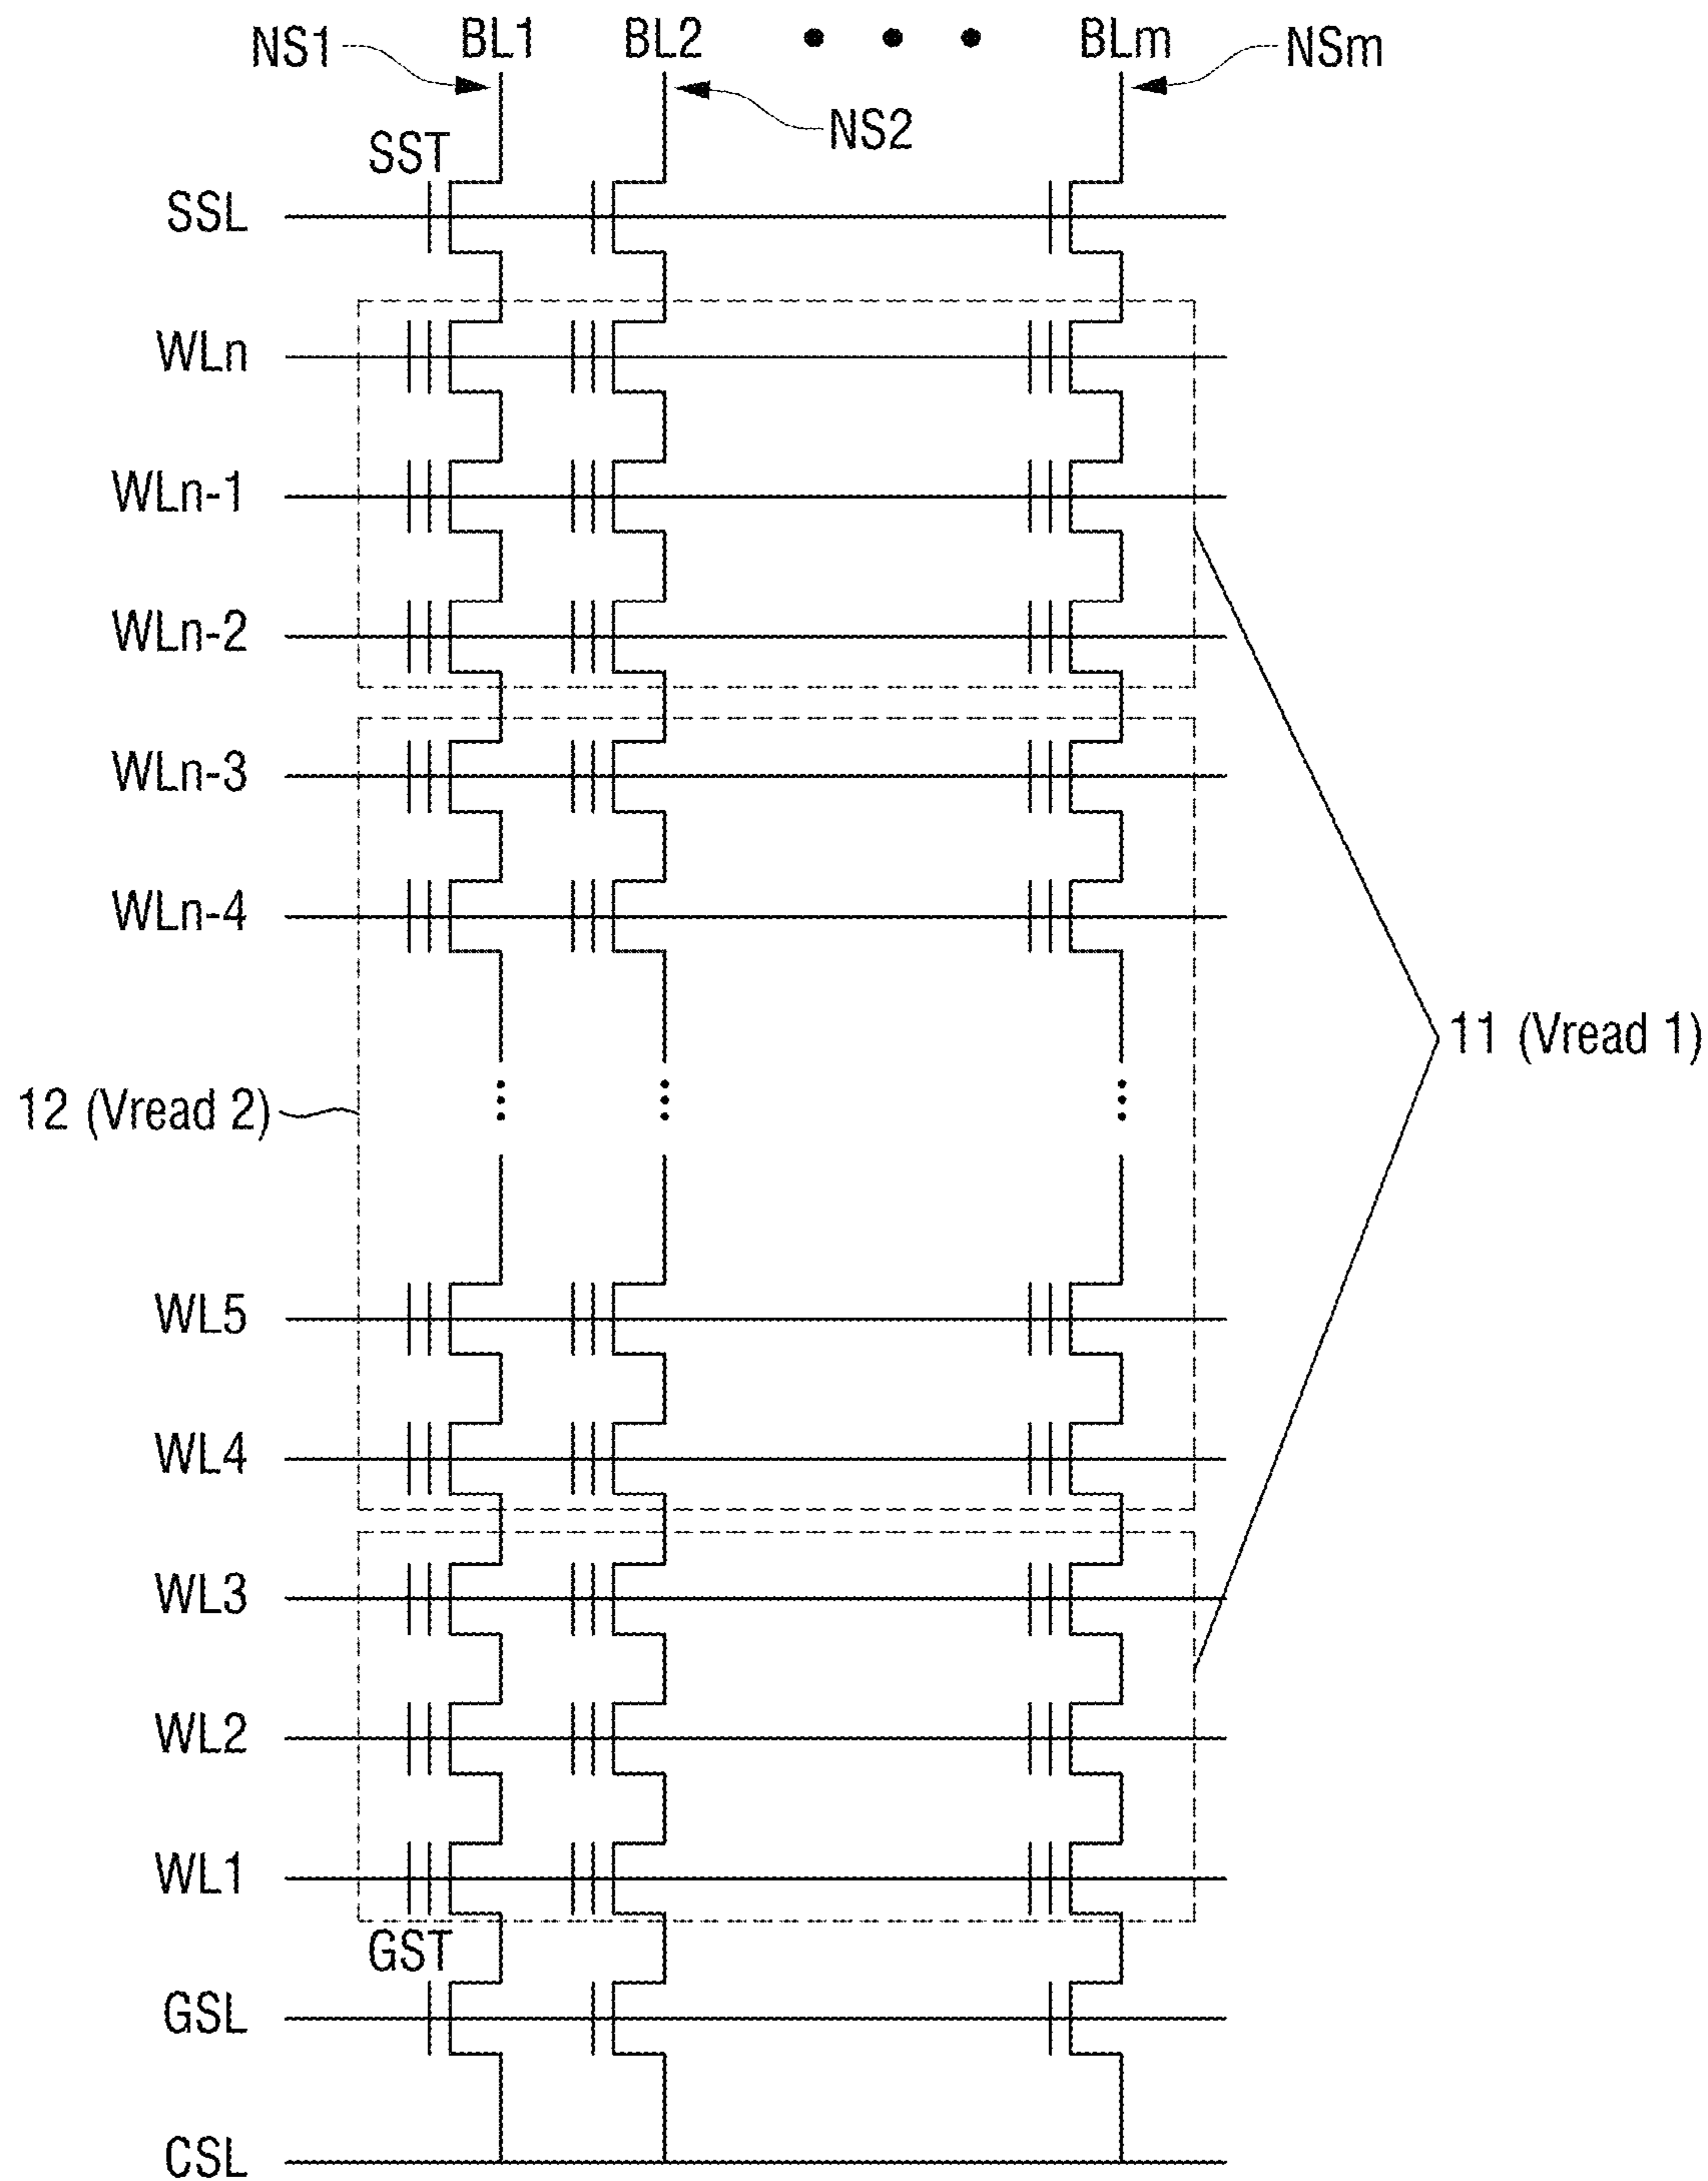 NS1 BL1 BL2 • • • BLm NSm
NS2
SST
SSL
WLn
WLn-1
WLn-2
WLn-3
WLn-4
11 (Vread 1)
12 (Vread 2)
WL5
WL4
WL3
WL2
WL1
GST
GSL
CSL